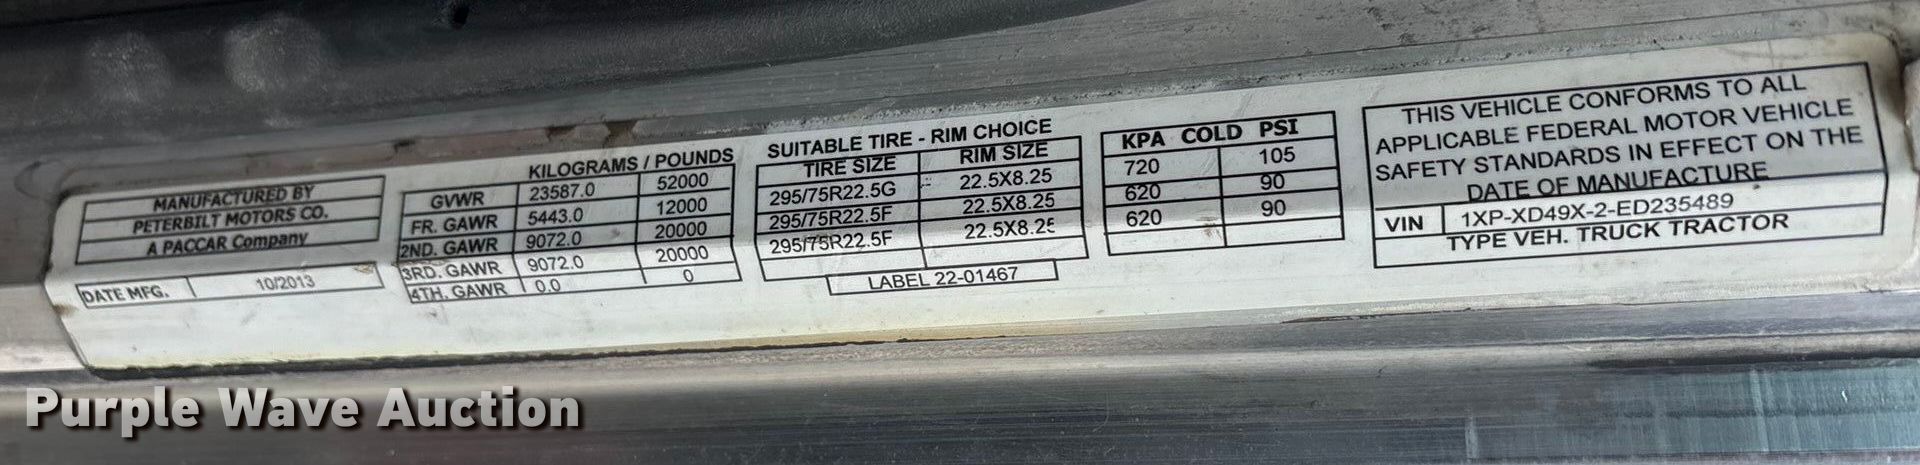 MANUFACTURED BY
PETERBILT MOTORS CO.
A PACCAR Company
DATE MFG. 10/2013
KILOGRAMS / POUNDS
GVWR 23587.0 52000
FR. GAWR 5443.0 12000
2ND. GAWR 9072.0 20000
3RD. GAWR 9072.0 20000
4TH. GAWR 0.0 0
SUITABLE TIRE - RIM CHOICE
TIRE SIZE RIM SIZE
295/75R22.5G 22.5X8.25
295/75R22.5F 22.5X8.25
295/75R22.5F 22.5X8.25
LABEL 22-01467
KPA COLD PSI
720 105
620 90
620 90
THIS VEHICLE CONFORMS TO ALL
APPLICABLE FEDERAL MOTOR VEHICLE
SAFETY STANDARDS IN EFFECT ON THE
DATE OF MANUFACTURE
VIN 1XP-XD49X-2-ED235489
TYPE VEH. TRUCK TRACTOR
Purple Wave Auction